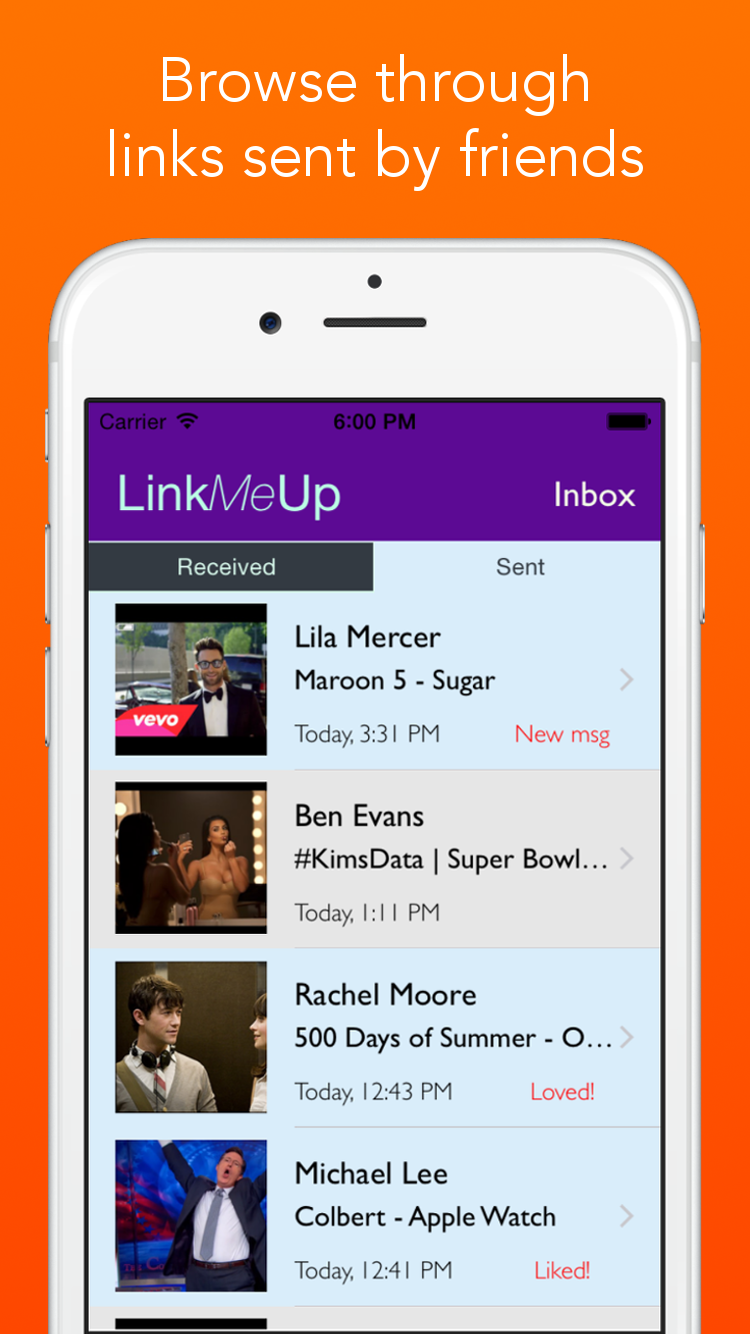 Browse through
links sent by friends
Carrier 6:00 PM
LinkMeUp Inbox
Received Sent
Lila Mercer
Maroon 5 - Sugar
vevo
Today, 3:31 PM New msg
Ben Evans
#KimsData | Super Bowl...
Today, 1:11 PM
Rachel Moore
500 Days of Summer - O...
Today, 12:43 PM Loved!
Michael Lee
Colbert - Apple Watch
Today, 12:41 PM Liked!